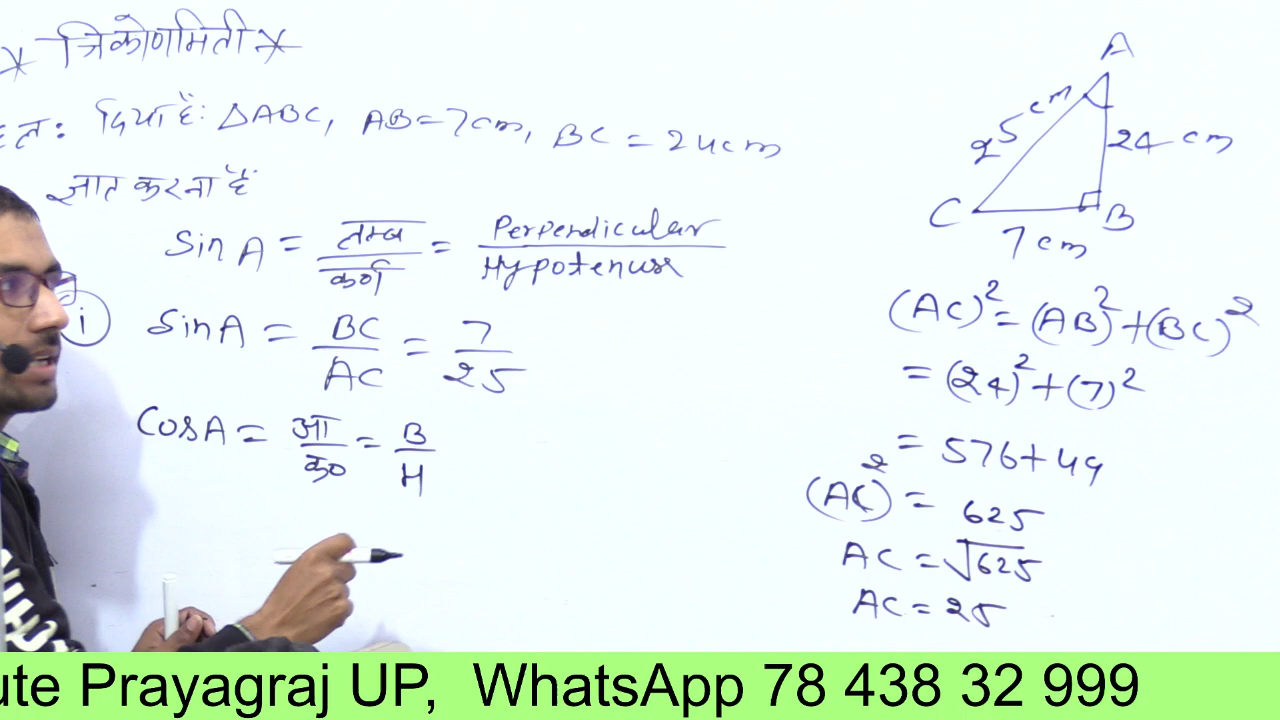 * त्रिकोणमिती *
हल: दिया है: △ABC, AB=7cm, BC=24cm
ज्ञात करना है
Sin A = लम्ब/कर्ण = Perpendicular/Hypotenuse
(i) Sin A = BC/AC = 7/25
Cos A = आ/क० = B/H
A
25 cm
24 cm
C
B
7 cm
(AC)² = (AB)² + (BC)²
= (24)² + (7)²
= 576 + 49
(AC)² = 625
AC = √625
AC = 25
ute Prayagraj UP, WhatsApp 78 438 32 999